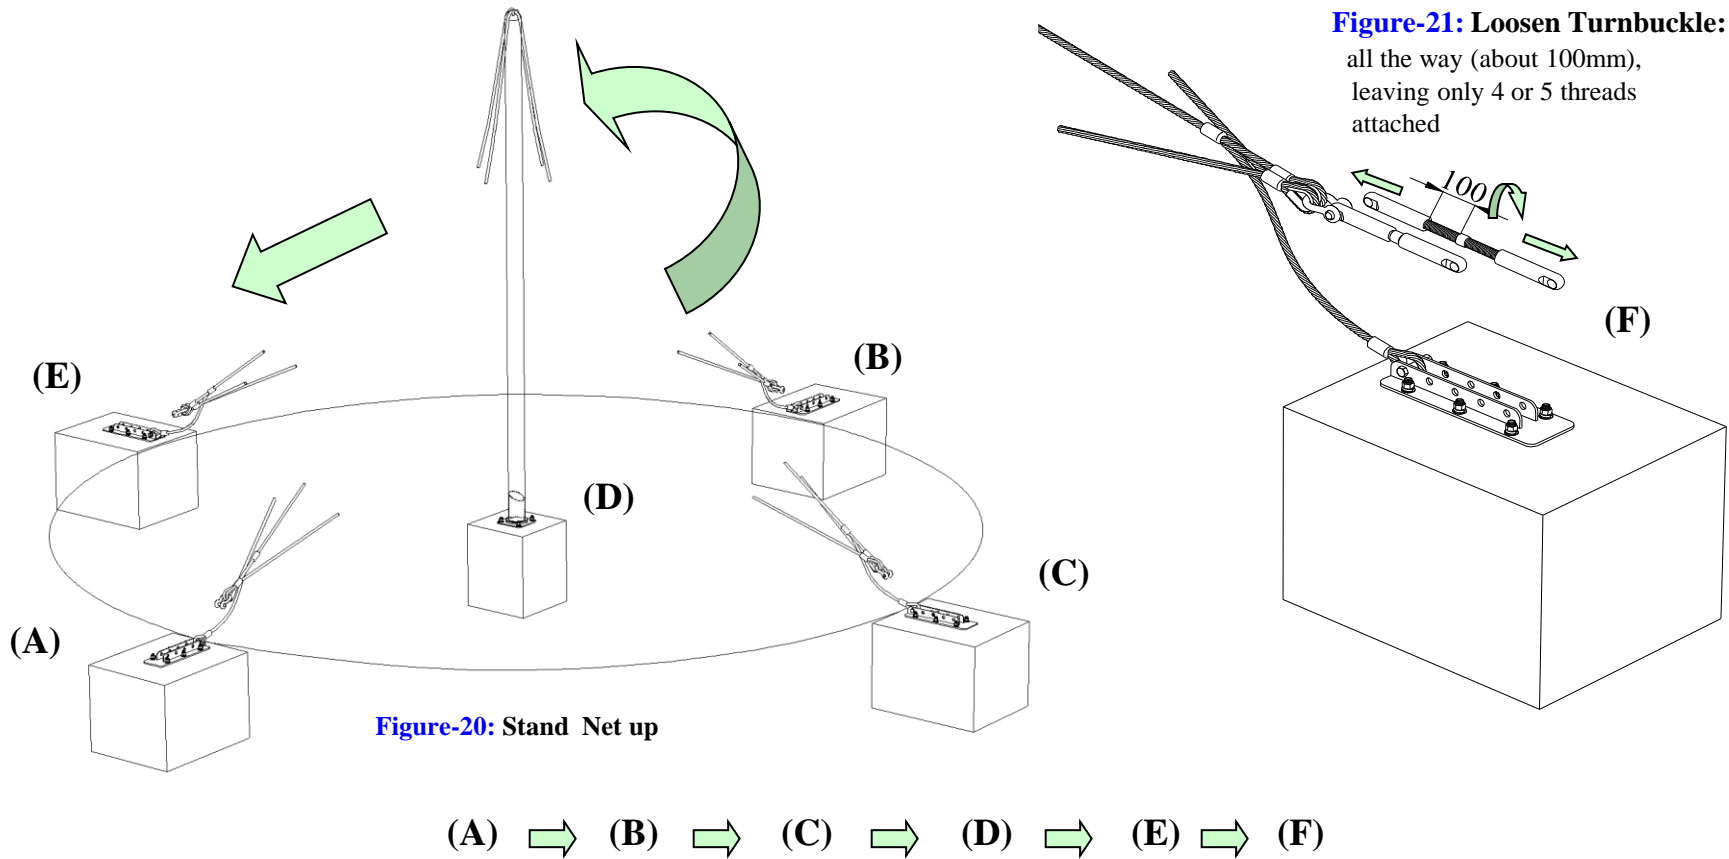 Figure-21: Loosen Turnbuckle:
all the way (about 100mm),
leaving only 4 or 5 threads
attached
100
(F)
(B)
(E)
(D)
(C)
(A)
Figure-20: Stand Net up
(A) (B) (C) (D) (E) (F)